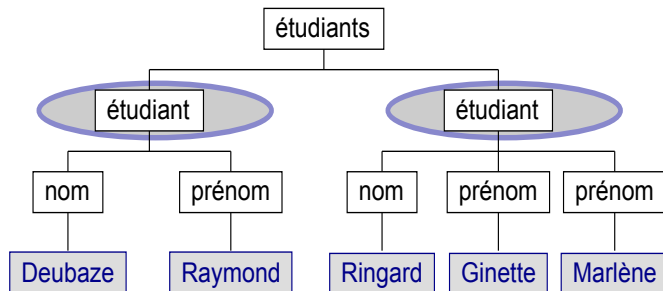 étudiants
étudiant étudiant
nom prénom nom prénom prénom
Deubaze Raymond Ringard Ginette Marlène